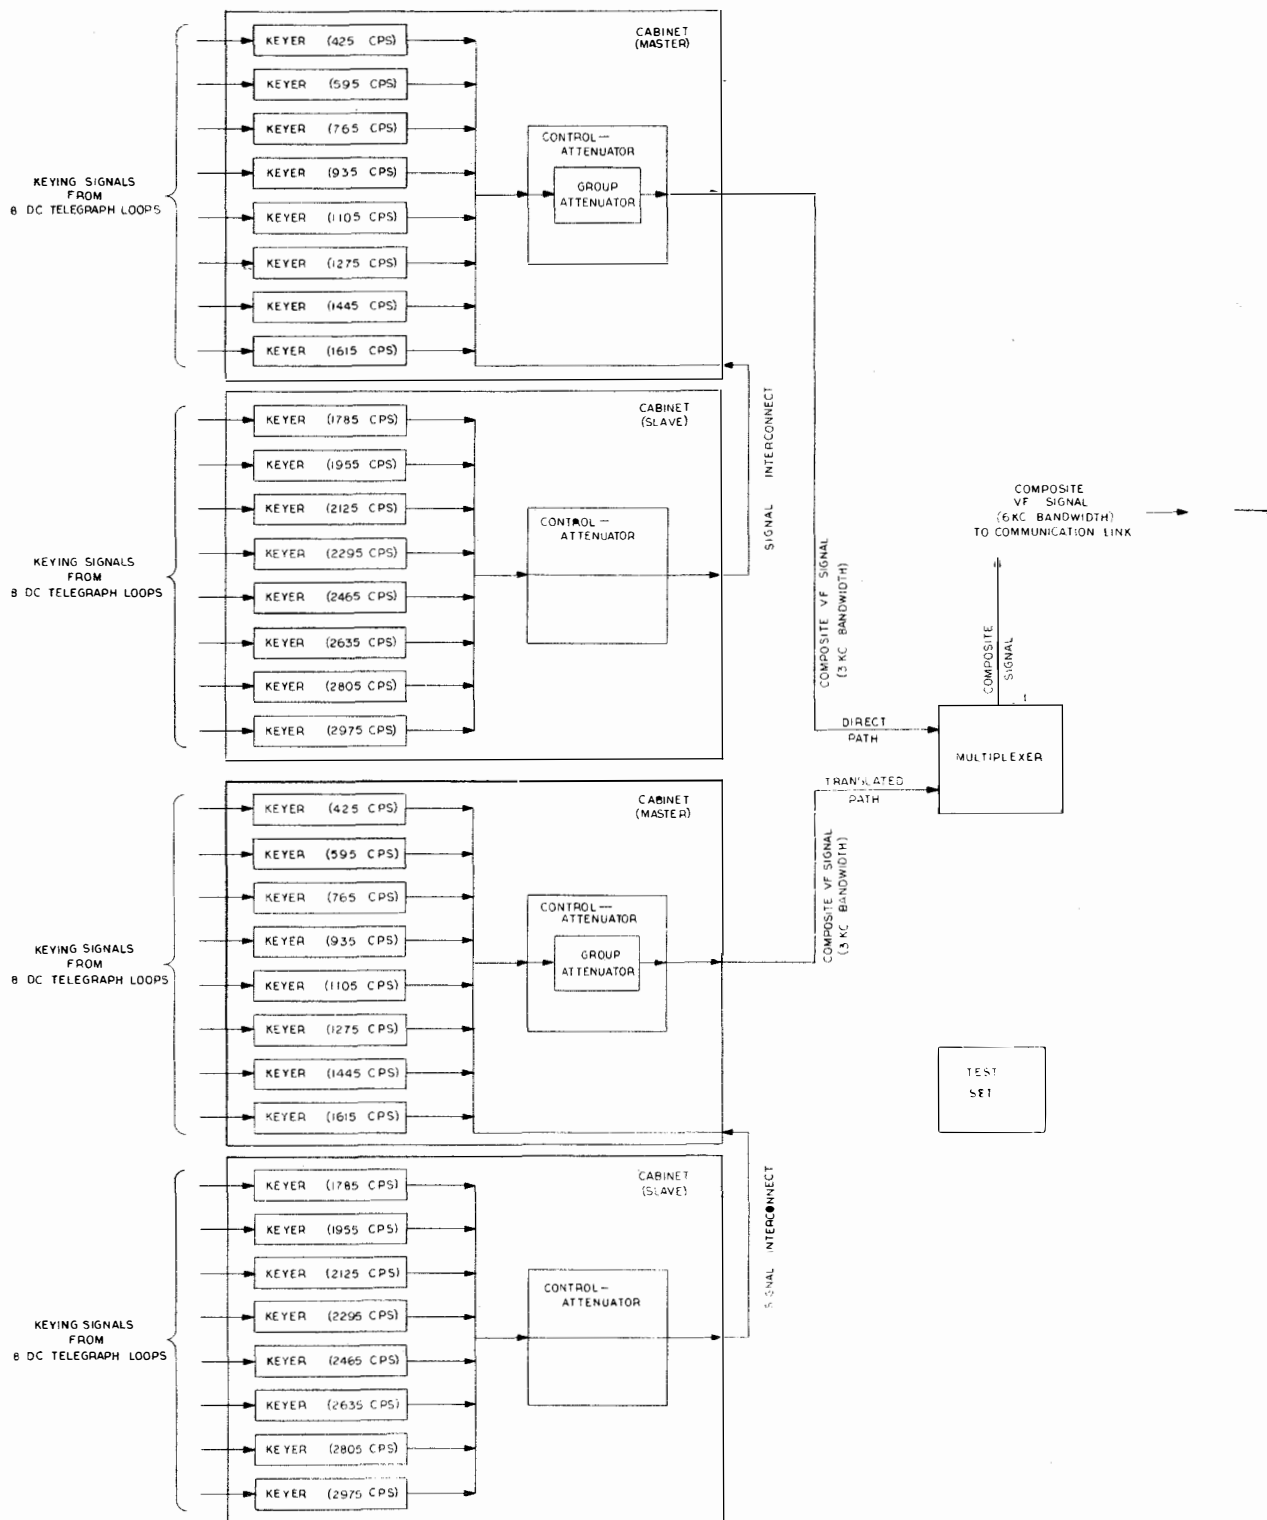 CABINET
(MASTER)
KEYER (425 CPS)
KEYER (595 CPS)
KEYER (765 CPS)
KEYER (935 CPS)
KEYER (1105 CPS)
KEYER (1275 CPS)
KEYER (1445 CPS)
KEYER (1615 CPS)
KEYING SIGNALS
FROM
8 DC TELEGRAPH LOOPS
CONTROL—
ATTENUATOR
GROUP
ATTENUATOR
CABINET
(SLAVE)
KEYER (1785 CPS)
KEYER (1955 CPS)
KEYER (2125 CPS)
KEYER (2295 CPS)
KEYER (2465 CPS)
KEYER (2635 CPS)
KEYER (2805 CPS)
KEYER (2975 CPS)
KEYING SIGNALS
FROM
8 DC TELEGRAPH LOOPS
CONTROL—
ATTENUATOR
SIGNAL INTERCONNECT
COMPOSITE VF SIGNAL
(3 KC BANDWIDTH)
COMPOSITE
VF SIGNAL
(6KC BANDWIDTH)
TO COMMUNICATION LINK
COMPOSITE
SIGNAL
DIRECT
PATH
MULTIPLEXER
TRANSLATED
PATH
CABINET
(MASTER)
KEYER (425 CPS)
KEYER (595 CPS)
KEYER (765 CPS)
KEYER (935 CPS)
KEYER (1105 CPS)
KEYER (1275 CPS)
KEYER (1445 CPS)
KEYER (1615 CPS)
KEYING SIGNALS
FROM
8 DC TELEGRAPH LOOPS
CONTROL—
ATTENUATOR
GROUP
ATTENUATOR
COMPOSITE VF SIGNAL
(3 KC BANDWIDTH)
TEST
SET
CABINET
(SLAVE)
KEYER (1785 CPS)
KEYER (1955 CPS)
KEYER (2125 CPS)
KEYER (2295 CPS)
KEYER (2465 CPS)
KEYER (2635 CPS)
KEYER (2805 CPS)
KEYER (2975 CPS)
KEYING SIGNALS
FROM
8 DC TELEGRAPH LOOPS
CONTROL—
ATTENUATOR
SIGNAL INTERCONNECT